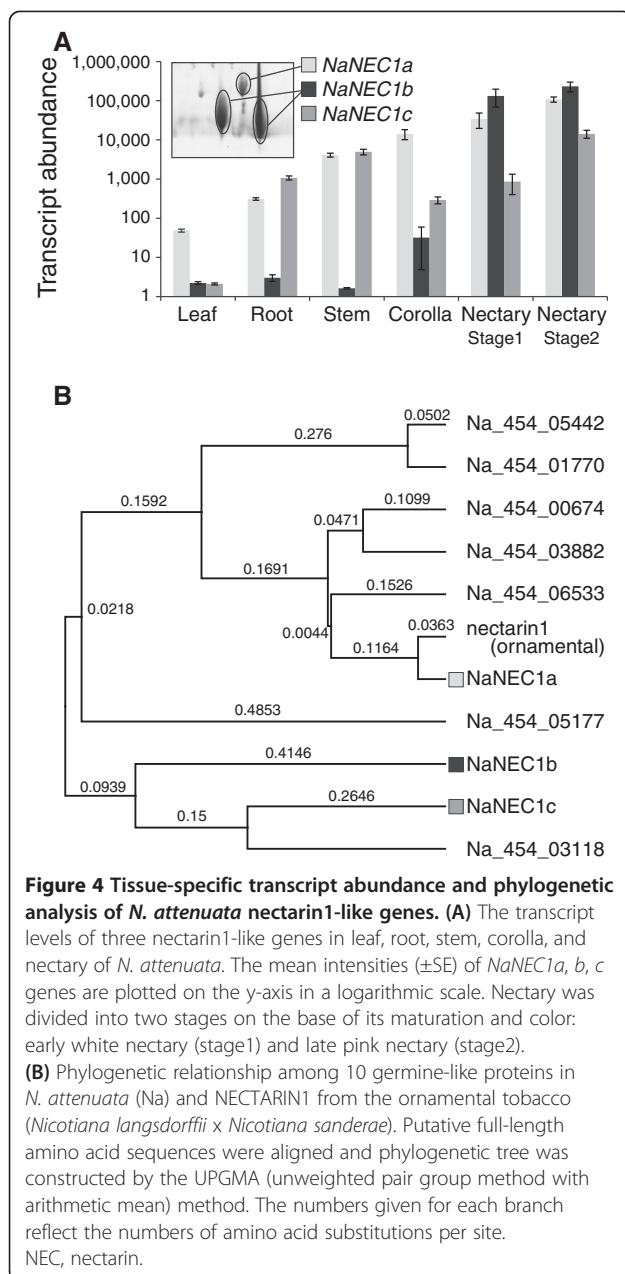 A
1,000,000
100,000
10,000
1,000
100
10
1
Transcript abundance
NaNEC1a
NaNEC1b
NaNEC1c
Leaf
Root
Stem
Corolla
Nectary
Stage1
Nectary
Stage2
B
0.0502
Na_454_05442
0.276
Na_454_01770
0.1592
0.1099
Na_454_00674
0.0471
Na_454_03882
0.1691
0.1526
Na_454_06533
0.0218
0.0044
0.0363
nectarin1
(ornamental)
0.1164
NaNEC1a
0.4853
Na_454_05177
0.4146
NaNEC1b
0.0939
0.2646
NaNEC1c
0.15
Na_454_03118
Figure 4 Tissue-specific transcript abundance and phylogenetic
analysis of N. attenuata nectarin1-like genes. (A) The transcript
levels of three nectarin1-like genes in leaf, root, stem, corolla, and
nectary of N. attenuata. The mean intensities (±SE) of NaNEC1a, b, c
genes are plotted on the y-axis in a logarithmic scale. Nectary was
divided into two stages on the base of its maturation and color:
early white nectary (stage1) and late pink nectary (stage2).
(B) Phylogenetic relationship among 10 germine-like proteins in
N. attenuata (Na) and NECTARIN1 from the ornamental tobacco
(Nicotiana langsdorffii x Nicotiana sanderae). Putative full-length
amino acid sequences were aligned and phylogenetic tree was
constructed by the UPGMA (unweighted pair group method with
arithmetic mean) method. The numbers given for each branch
reflect the numbers of amino acid substitutions per site.
NEC, nectarin.